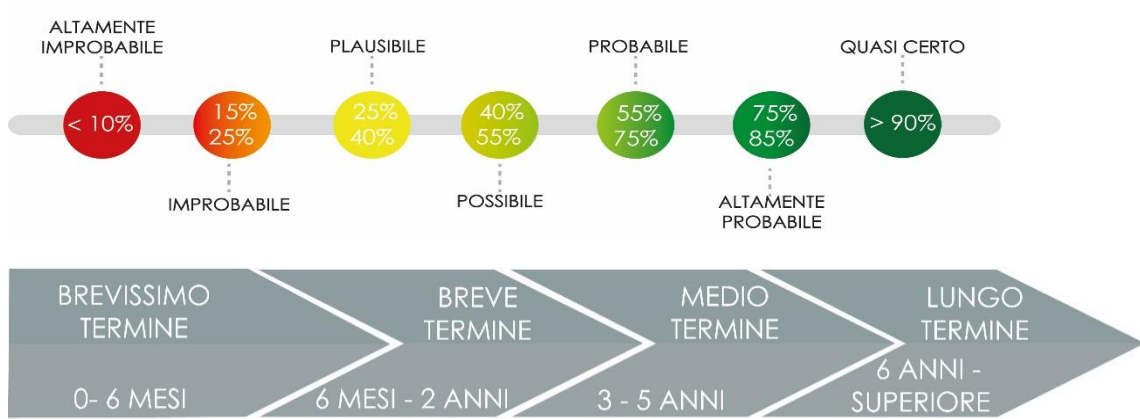 ALTAMENTE
IMPROBABILE
PLAUSIBILE
PROBABILE
QUASI CERTO
< 10%
15%
25%
25%
40%
40%
55%
55%
75%
75%
85%
> 90%
IMPROBABILE
POSSIBILE
ALTAMENTE
PROBABILE
BREVISSIMO
TERMINE
BREVE
TERMINE
MEDIO
TERMINE
LUNGO
TERMINE
0- 6 MESI
6 MESI - 2 ANNI
3 - 5 ANNI
6 ANNI -
SUPERIORE